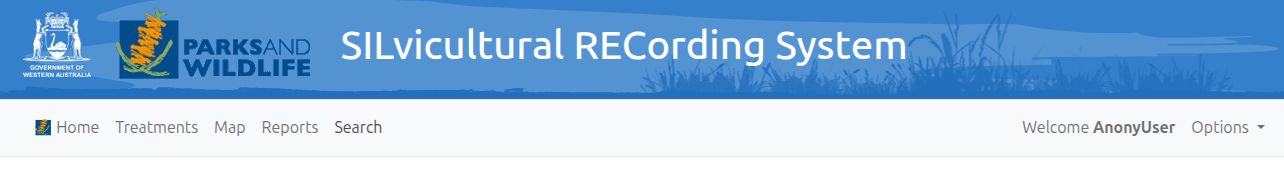 GOVERNMENT OF
WESTERN AUSTRALIA
PARKS AND
WILDLIFE
SILvicultural RECording System
Home Treatments Map Reports Search Welcome AnonyUser Options